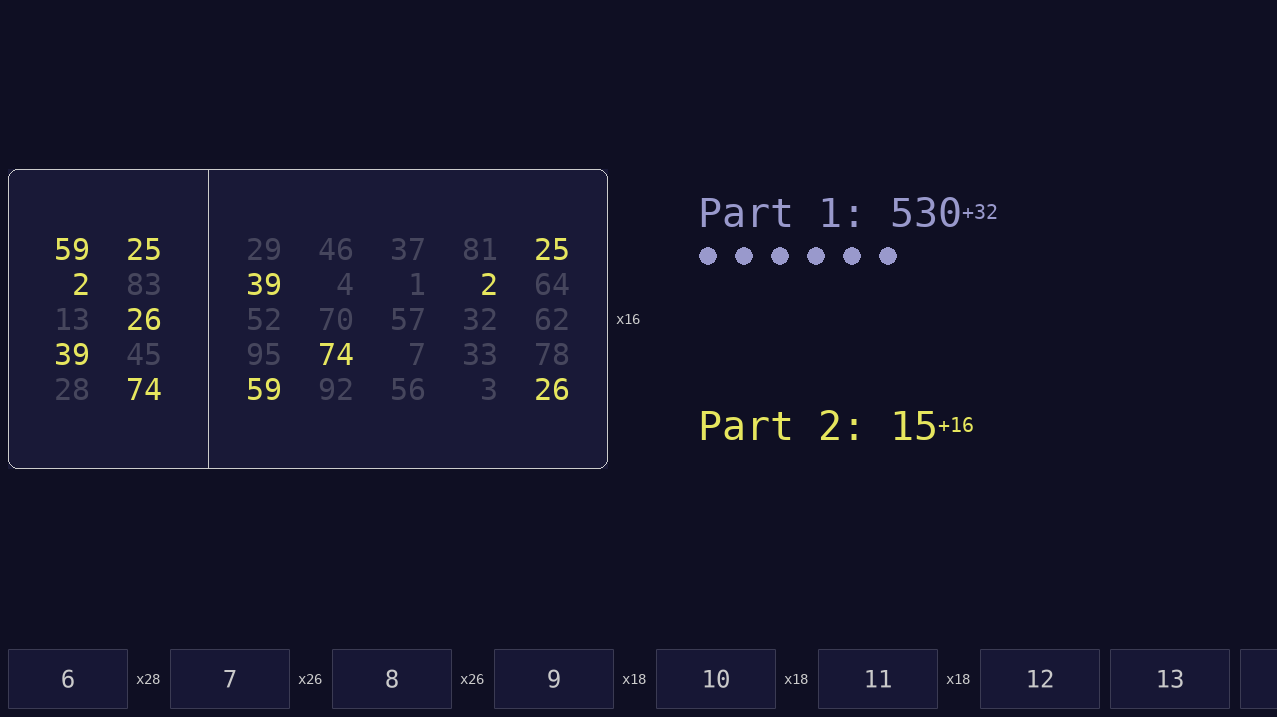 59 25 29 46 37 81 25
2 83 39 4 1 2 64
13 26 52 70 57 32 62
39 45 95 74 7 33 78
28 74 59 92 56 3 26
x16
Part 1: 530+32
Part 2: 15+16
6 x28 7 x26 8 x26 9 x18 10 x18 11 x18 12 13